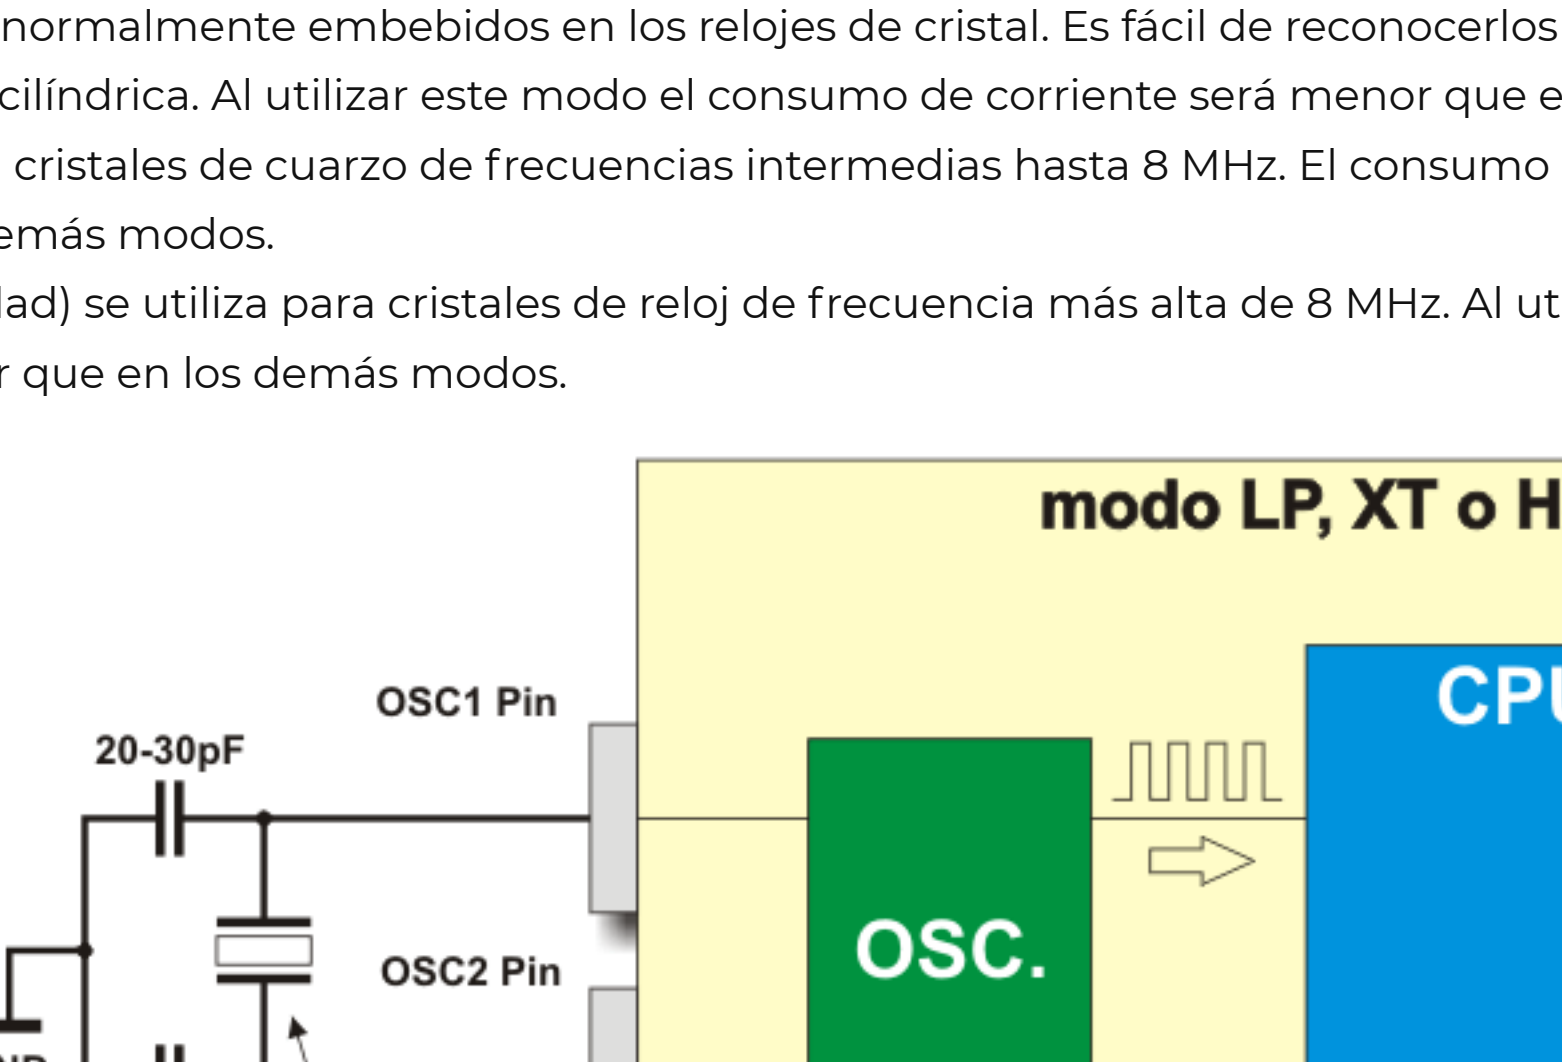 normalmente embebidos en los relojes de cristal. Es fácil de reconocerlos
cilíndrica. Al utilizar este modo el consumo de corriente será menor que
cristales de cuarzo de frecuencias intermedias hasta 8 MHz. El consumo
emás modos.
dad) se utiliza para cristales de reloj de frecuencia más alta de 8 MHz. Al ut
r que en los demás modos.
modo LP, XT o H
CPU
OSC1 Pin
20-30pF
OSC.
OSC2 Pin